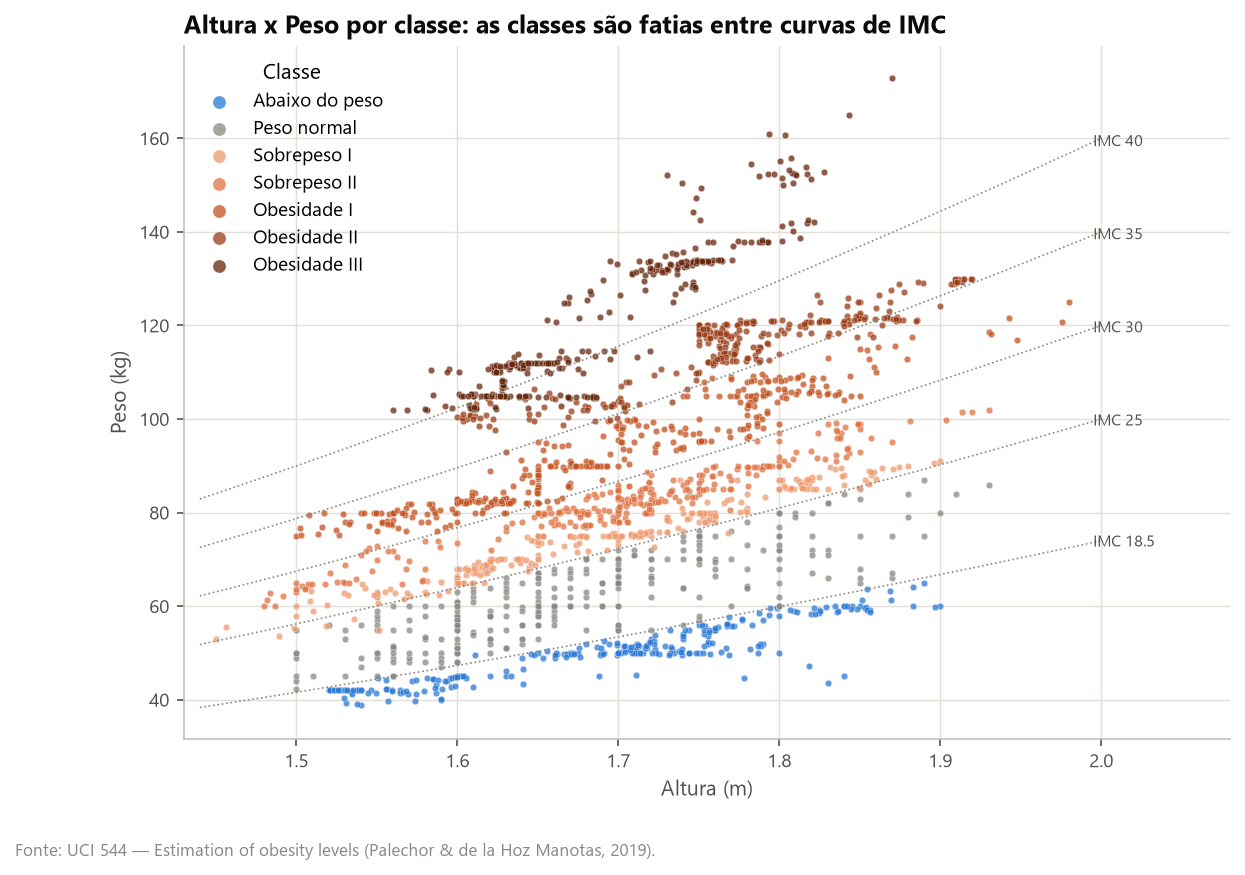 Altura x Peso por classe: as classes são fatias entre curvas de IMC
Classe
Abaixo do peso
Peso normal
Sobrepeso I
Sobrepeso II
Obesidade I
Obesidade II
Obesidade III
IMC 40
IMC 35
IMC 30
IMC 25
IMC 18.5
Peso (kg)
160
140
120
100
80
60
40
1.5
1.6
1.7
1.8
1.9
2.0
Altura (m)
Fonte: UCI 544 — Estimation of obesity levels (Palechor & de la Hoz Manotas, 2019).